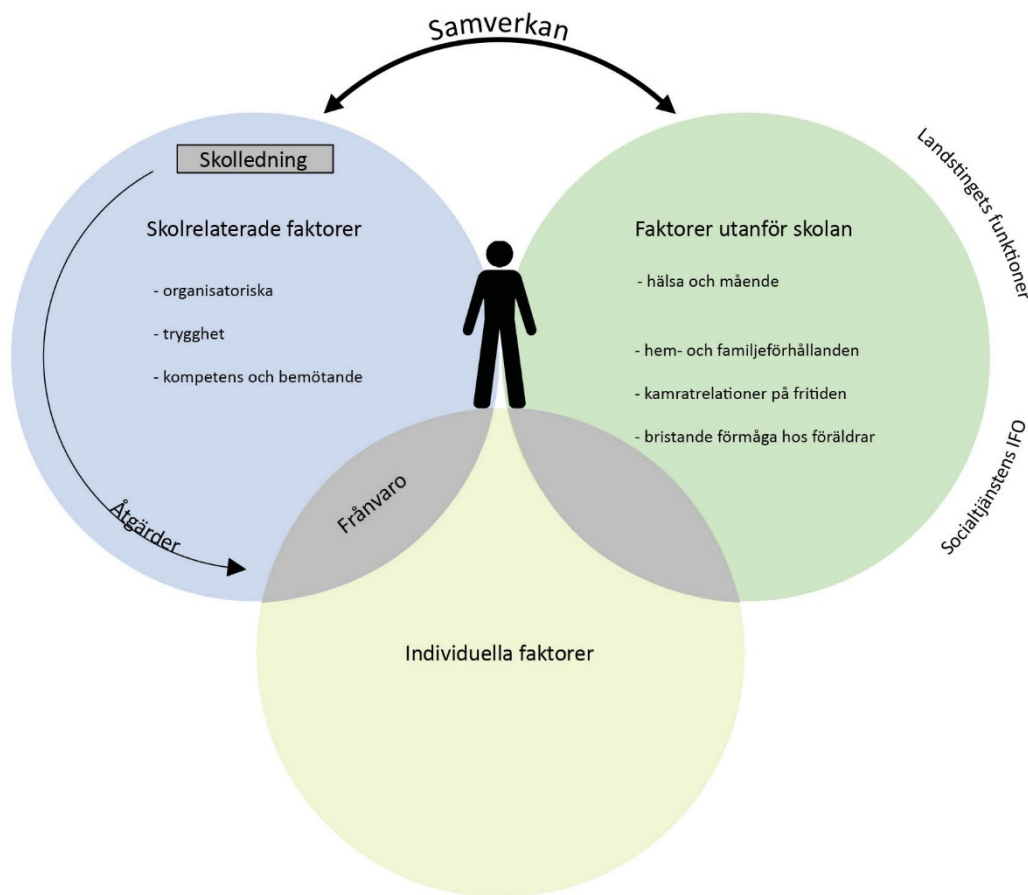 Samverkan
Skolledning
Skolrelaterade faktorer
- organisatoriska
- trygghet
- kompetens och bemötande
Åtgärder
Frånvaro
Faktorer utanför skolan
- hälsa och mående
- hem- och familjeförhållanden
- kamratrelationer på fritiden
- bristande förmåga hos föräldrar
Landstingets funktioner
Socialtjänstens IFO
Individuella faktorer